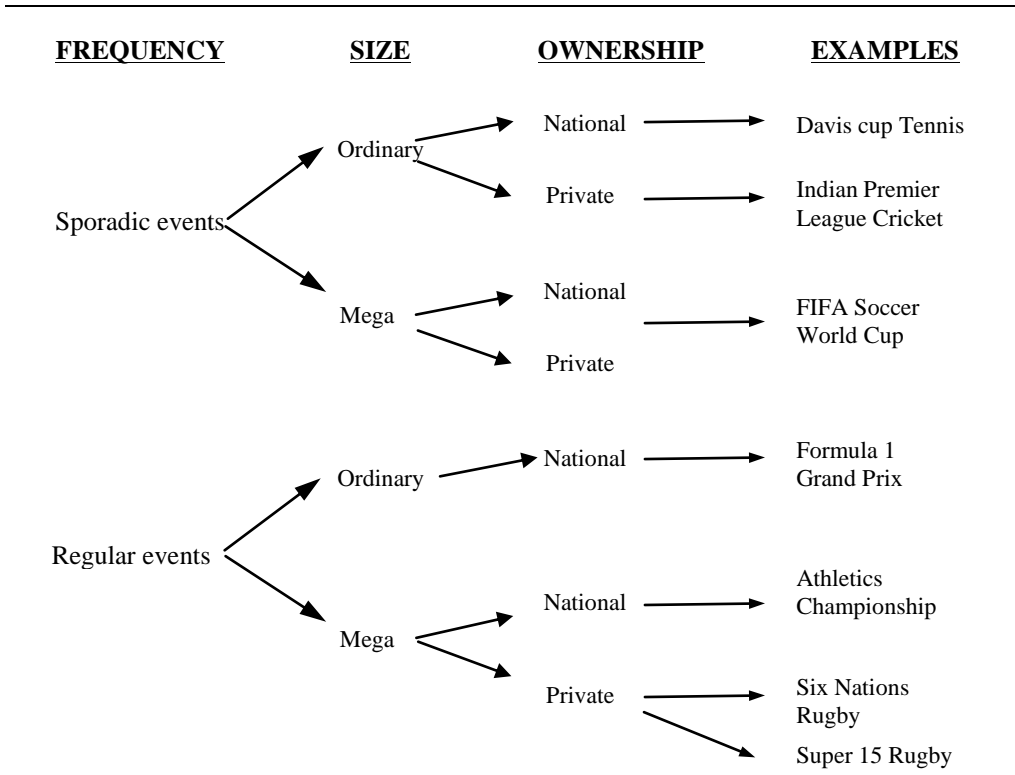 FREQUENCY SIZE OWNERSHIP EXAMPLES
National Davis cup Tennis
Ordinary
Private Indian Premier
League Cricket
Sporadic events
National
Mega FIFA Soccer
World Cup
Private
Ordinary National Formula 1
Grand Prix
Regular events
National Athletics
Championship
Mega
Private Six Nations
Rugby
Super 15 Rugby